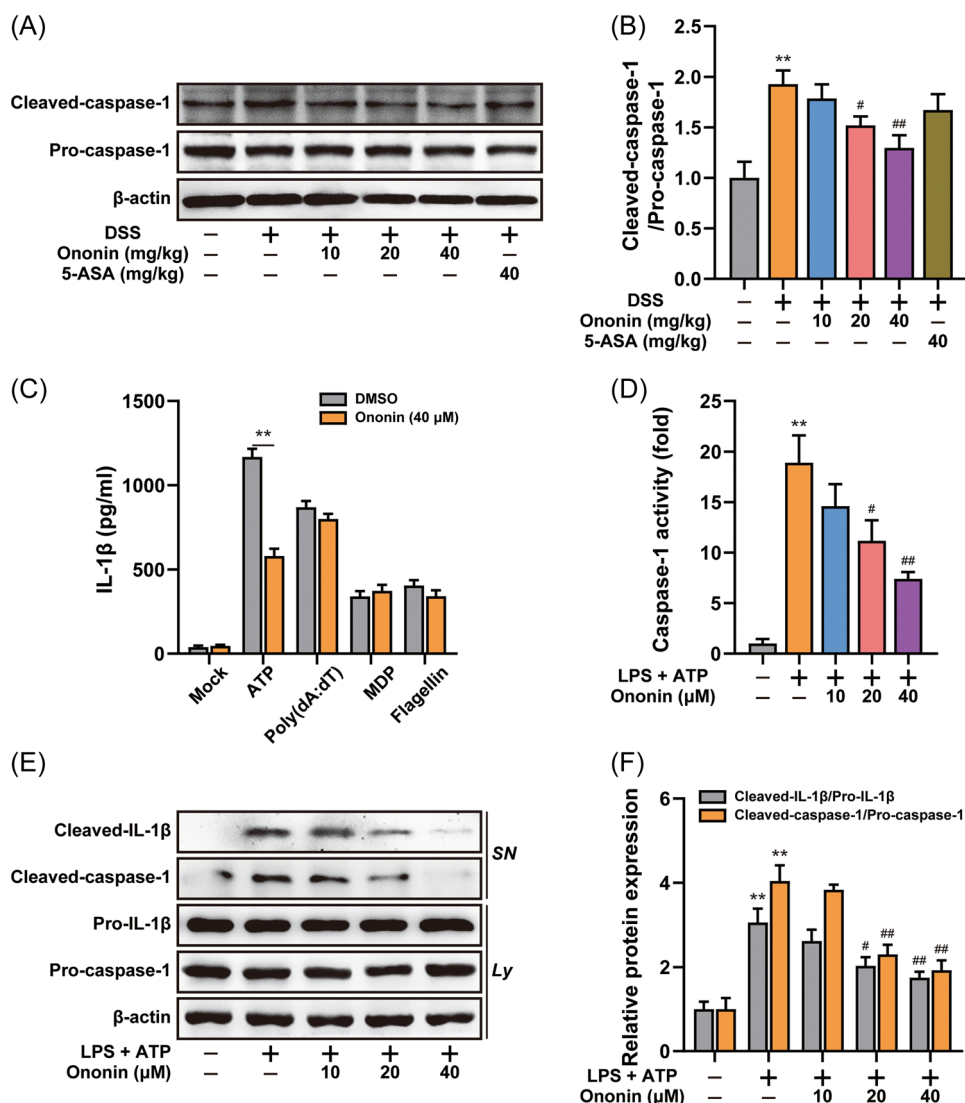 (A)
Cleaved-caspase-1
Pro-caspase-1
β-actin
DSS − + + + + +
Ononin (mg/kg) − − 10 20 40 −
5-ASA (mg/kg) − − − − − 40
(B)
Cleaved-caspase-1
/Pro-caspase-1
2.5
2.0
1.5
1.0
0.5
0.0
**
#
##
DSS − + + + + +
Ononin (mg/kg) − − 10 20 40 −
5-ASA (mg/kg) − − − − − 40
(C)
IL-1β (pg/ml)
1500
1000
500
0
DMSO
Ononin (40 μM)
**
Mock
ATP
Poly(dA:dT)
MDP
Flagellin
(D)
Caspase-1 activity (fold)
25
20
15
10
5
0
**
#
##
LPS + ATP − + + + +
Ononin (μM) − − 10 20 40
(E)
Cleaved-IL-1β
Cleaved-caspase-1
SN
Pro-IL-1β
Pro-caspase-1
β-actin
Ly
LPS + ATP − + + + +
Ononin (μM) − − 10 20 40
(F)
Relative protein expression
6
4
2
0
Cleaved-IL-1β/Pro-IL-1β
Cleaved-caspase-1/Pro-caspase-1
** **
# ##
## ##
LPS + ATP − + + + +
Ononin (μM) − − 10 20 40